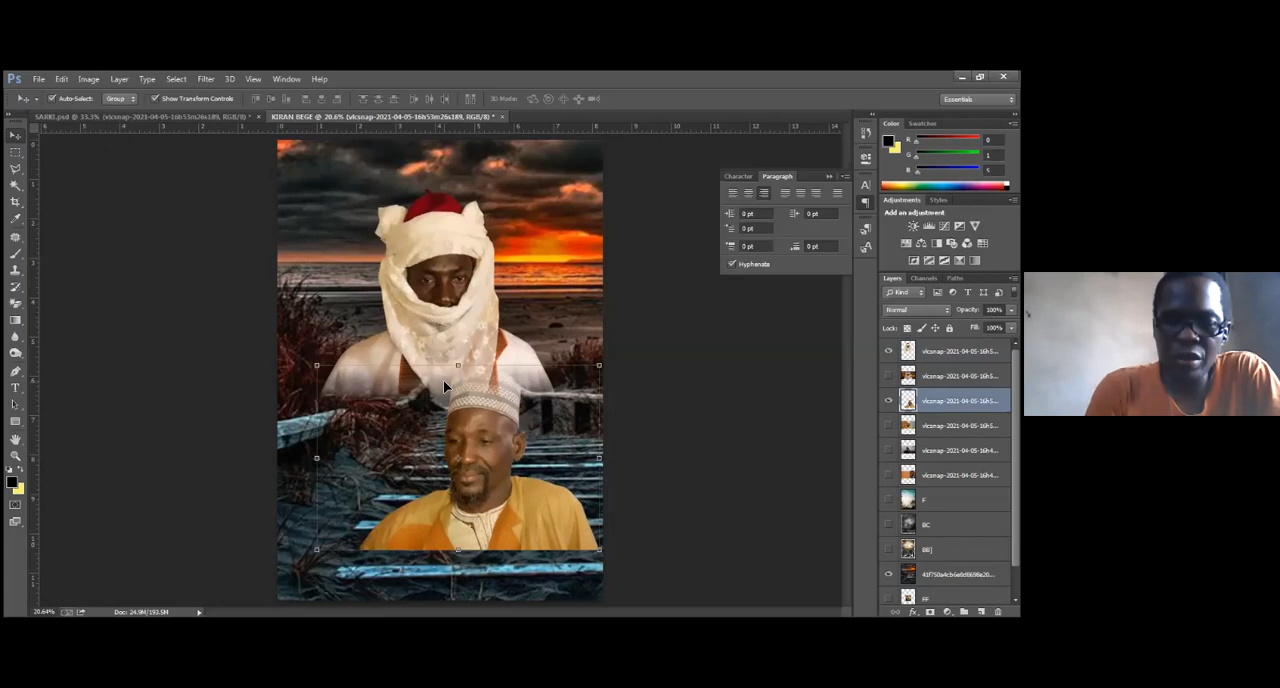 Ps File Edit Image Layer Type Select Filter 3D View Window Help
Auto-Select: Group Show Transform Controls 3D Mode: Essentials
SARKI.psd @ 33.3% (vlcsnap-2021-04-05-16h53m26s189, RGB/8) * × KIRAN BEGE @ 20.6% (vlcsnap-2021-04-05-16h53m26s189, RGB/8) * ×
Color Swatches
R 0
G 1
B
Character Paragraph
0 pt 0 pt
0 pt
0 pt 0 pt
Hyphenate
Adjustments Styles
Add an adjustment
Layers Channels Paths
Kind
Normal Opacity: 100%
Lock: Fill: 100%
vlcsnap-2021-04-05-16h5...
vlcsnap-2021-04-05-16h5...
vlcsnap-2021-04-05-16h5...
vlcsnap-2021-04-05-16h5...
vlcsnap-2021-04-05-16h4...
vlcsnap-2021-04-05-16h4...
F
BC
BB]
FF
20.64% Doc: 24.9M/193.5M